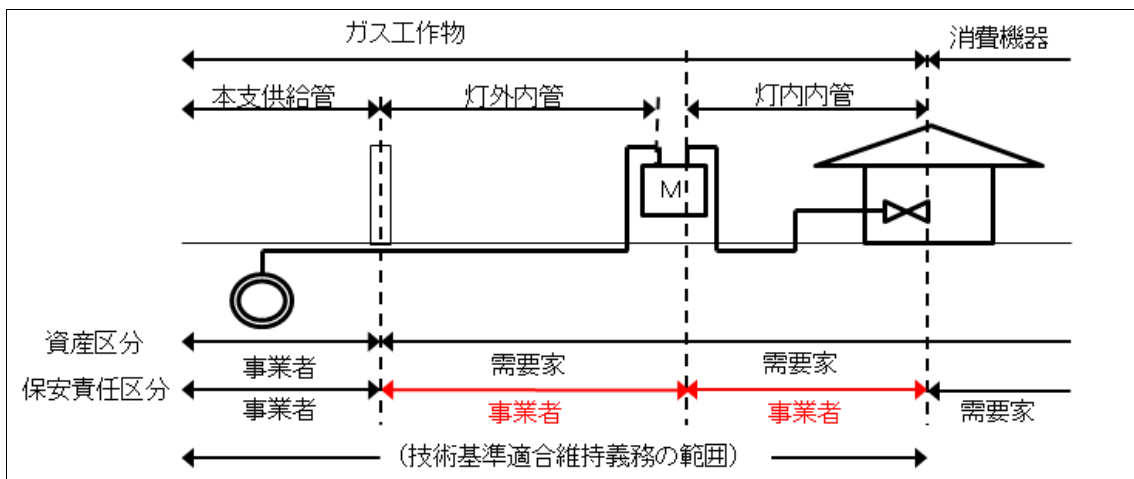 ガス工作物 消費機器
本支供給管 灯外内管 灯内内管
M
資産区分
事業者 需要家 需要家
保安責任区分
事業者 事業者 事業者 需要家
(技術基準適合維持義務の範囲)